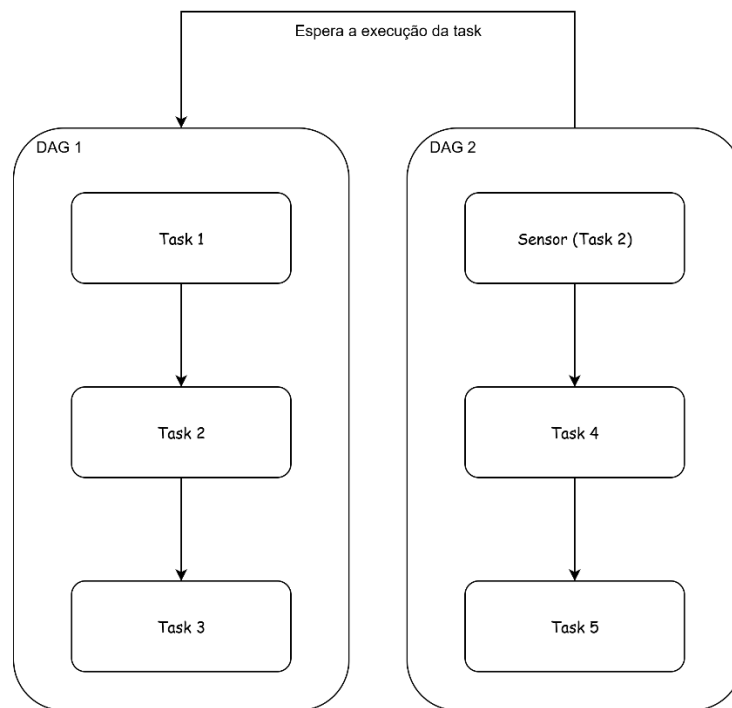 Espera a execução da task
DAG 1
Task 1
Task 2
Task 3
DAG 2
Sensor (Task 2)
Task 4
Task 5